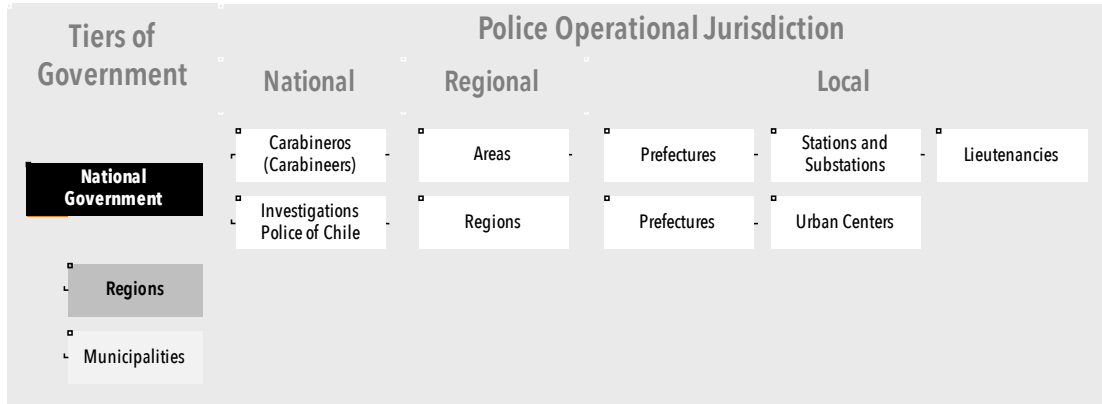 Tiers of
Government
Police Operational Jurisdiction
National
Regional
Local
National
Government
Carabineros
(Carabineers)
Areas
Prefectures
Stations and
Substations
Lieutenancies
Investigations
Police of Chile
Regions
Prefectures
Urban Centers
Regions
Municipalities